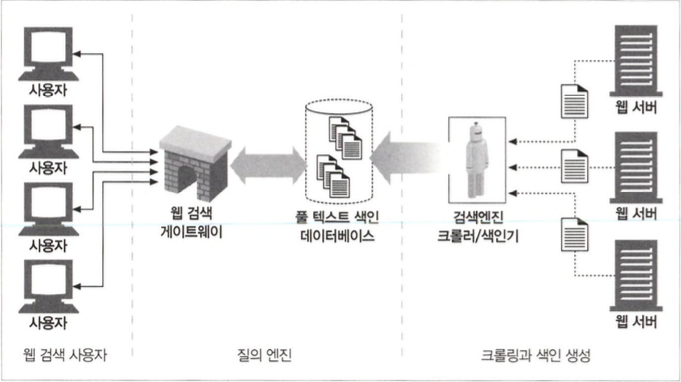 사용자
사용자
사용자
사용자
웹 검색
게이트웨이
풀 텍스트 색인
데이터베이스
검색엔진
크롤러/색인기
웹 서버
웹 서버
웹 서버
웹 검색 사용자
질의 엔진
크롤링과 색인 생성